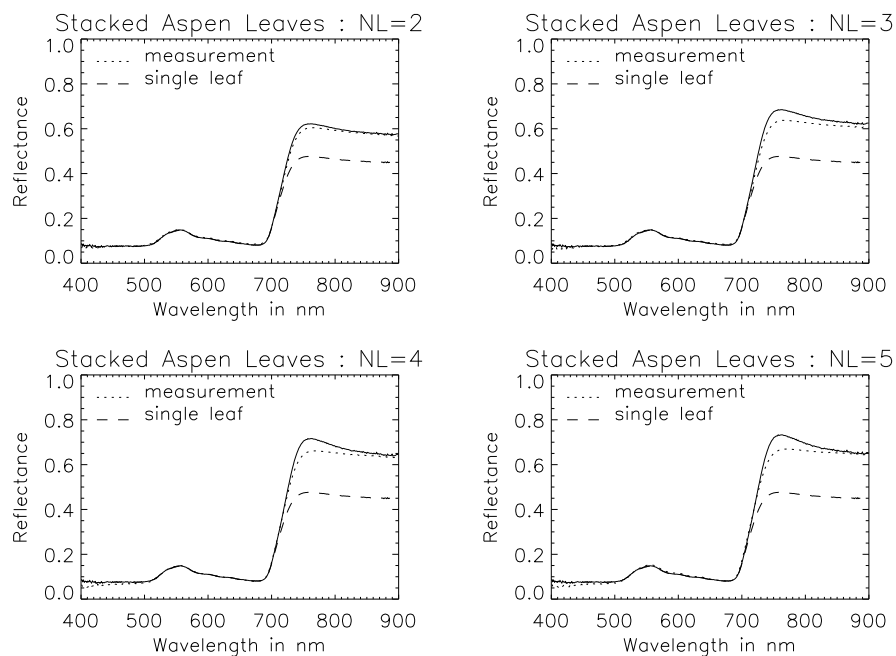 Stacked Aspen Leaves : NL=2
1.0
0.8
0.6
0.4
0.2
0.0
Reflectance
measurement
single leaf
400 500 600 700 800 900
Wavelength in nm
Stacked Aspen Leaves : NL=3
1.0
0.8
0.6
0.4
0.2
0.0
Reflectance
measurement
single leaf
400 500 600 700 800 900
Wavelength in nm
Stacked Aspen Leaves : NL=4
1.0
0.8
0.6
0.4
0.2
0.0
Reflectance
measurement
single leaf
400 500 600 700 800 900
Wavelength in nm
Stacked Aspen Leaves : NL=5
1.0
0.8
0.6
0.4
0.2
0.0
Reflectance
measurement
single leaf
400 500 600 700 800 900
Wavelength in nm